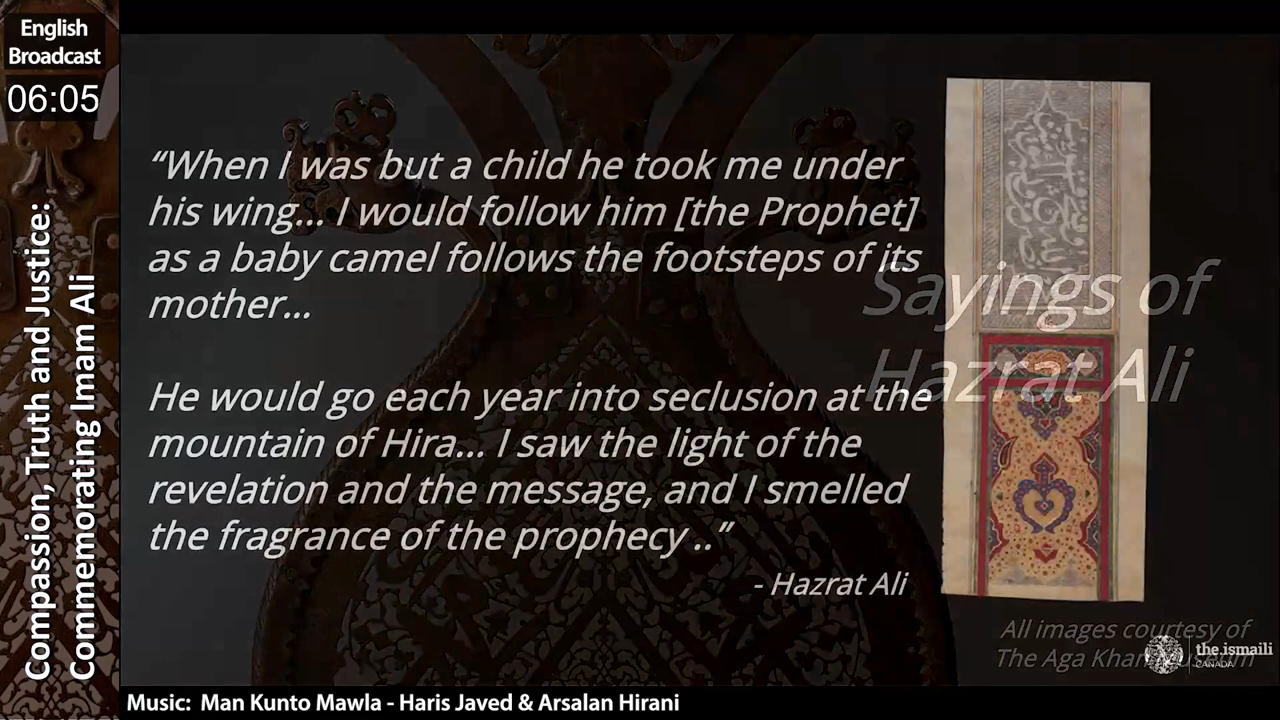 English
Broadcast
06:05
Compassion, Truth and Justice:
Commemorating Imam Ali
“When I was but a child he took me under
his wing... I would follow him [the Prophet]
as a baby camel follows the footsteps of its
mother...
He would go each year into seclusion at the
mountain of Hira... I saw the light of the
revelation and the message, and I smelled
the fragrance of the prophecy ..”
- Hazrat Ali
Sayings of
Hazrat Ali
All images courtesy of
The Aga Khan Museum
the.ismaili
CANADA
Music: Man Kunto Mawla - Haris Javed & Arsalan Hirani